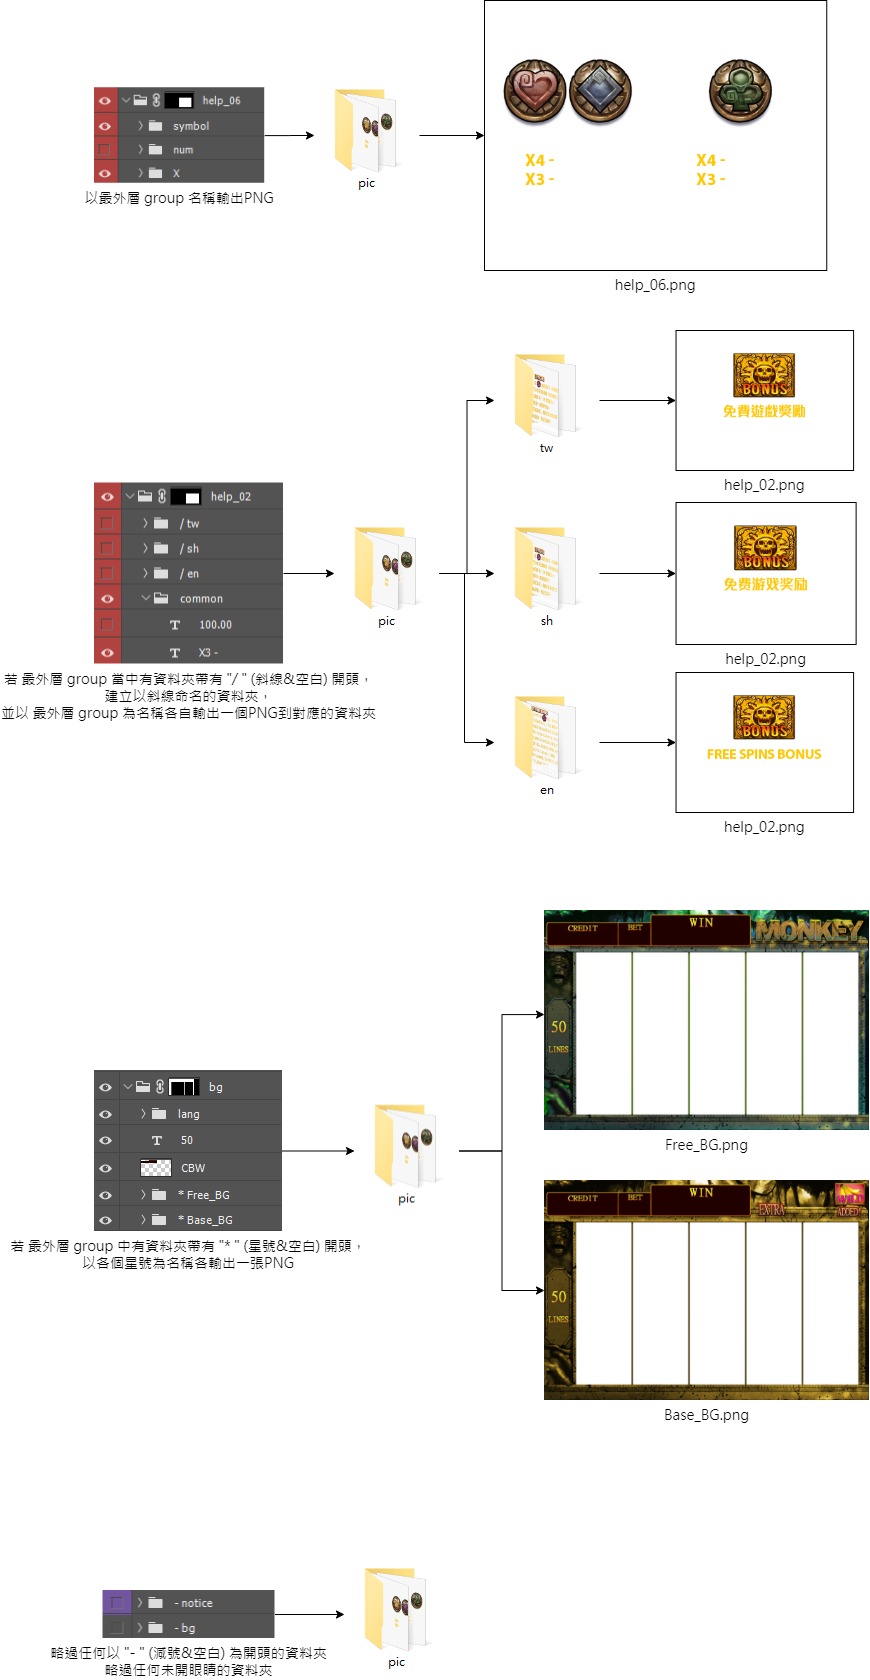 help_06
symbol
num
X
以最外層 group 名稱輸出PNG
pic
X4 -
X3 -
X4 -
X3 -
help_06.png
help_02
/ tw
/ sh
/ en
common
100.00
X3 -
若 最外層 group 當中有資料夾帶有 "/ " (斜線&空白) 開頭，
建立以斜線命名的資料夾，
並以 最外層 group 為名稱各自輸出一個PNG到對應的資料夾
pic
tw
BONUS
免費遊戲獎勵
help_02.png
sh
BONUS
免费游戏奖励
help_02.png
en
BONUS
FREE SPINS BONUS
help_02.png
bg
lang
50
CBW
* Free_BG
* Base_BG
若 最外層 group 中有資料夾帶有 "* " (星號&空白) 開頭，
以各個星號為名稱各輸出一張PNG
pic
CREDIT
BET
WIN
MONKEY
50
LINES
Free_BG.png
CREDIT
BET
WIN
EXTRA
WILD
ADDED!
50
LINES
Base_BG.png
- notice
- bg
略過任何以 "- " (減號&空白) 為開頭的資料夾
略過任何未開眼睛的資料夾
pic